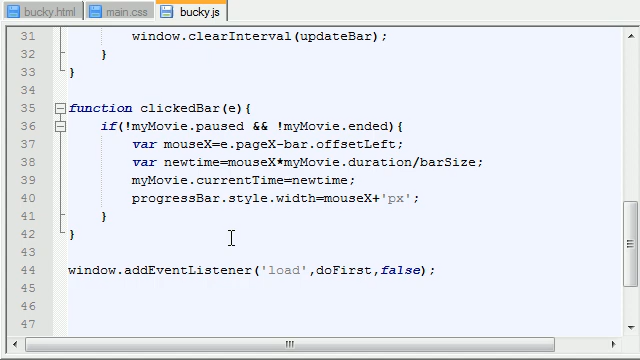 bucky.html main.css bucky.js
31 window.clearInterval(updateBar);
32 }
33 }
34
35 function clickedBar(e){
36 if(!myMovie.paused && !myMovie.ended){
37 var mouseX=e.pageX-bar.offsetLeft;
38 var newtime=mouseX*myMovie.duration/barSize;
39 myMovie.currentTime=newtime;
40 progressBar.style.width=mouseX+'px';
41 }
42 }
43
44 window.addEventListener('load',doFirst,false);
45
46
47